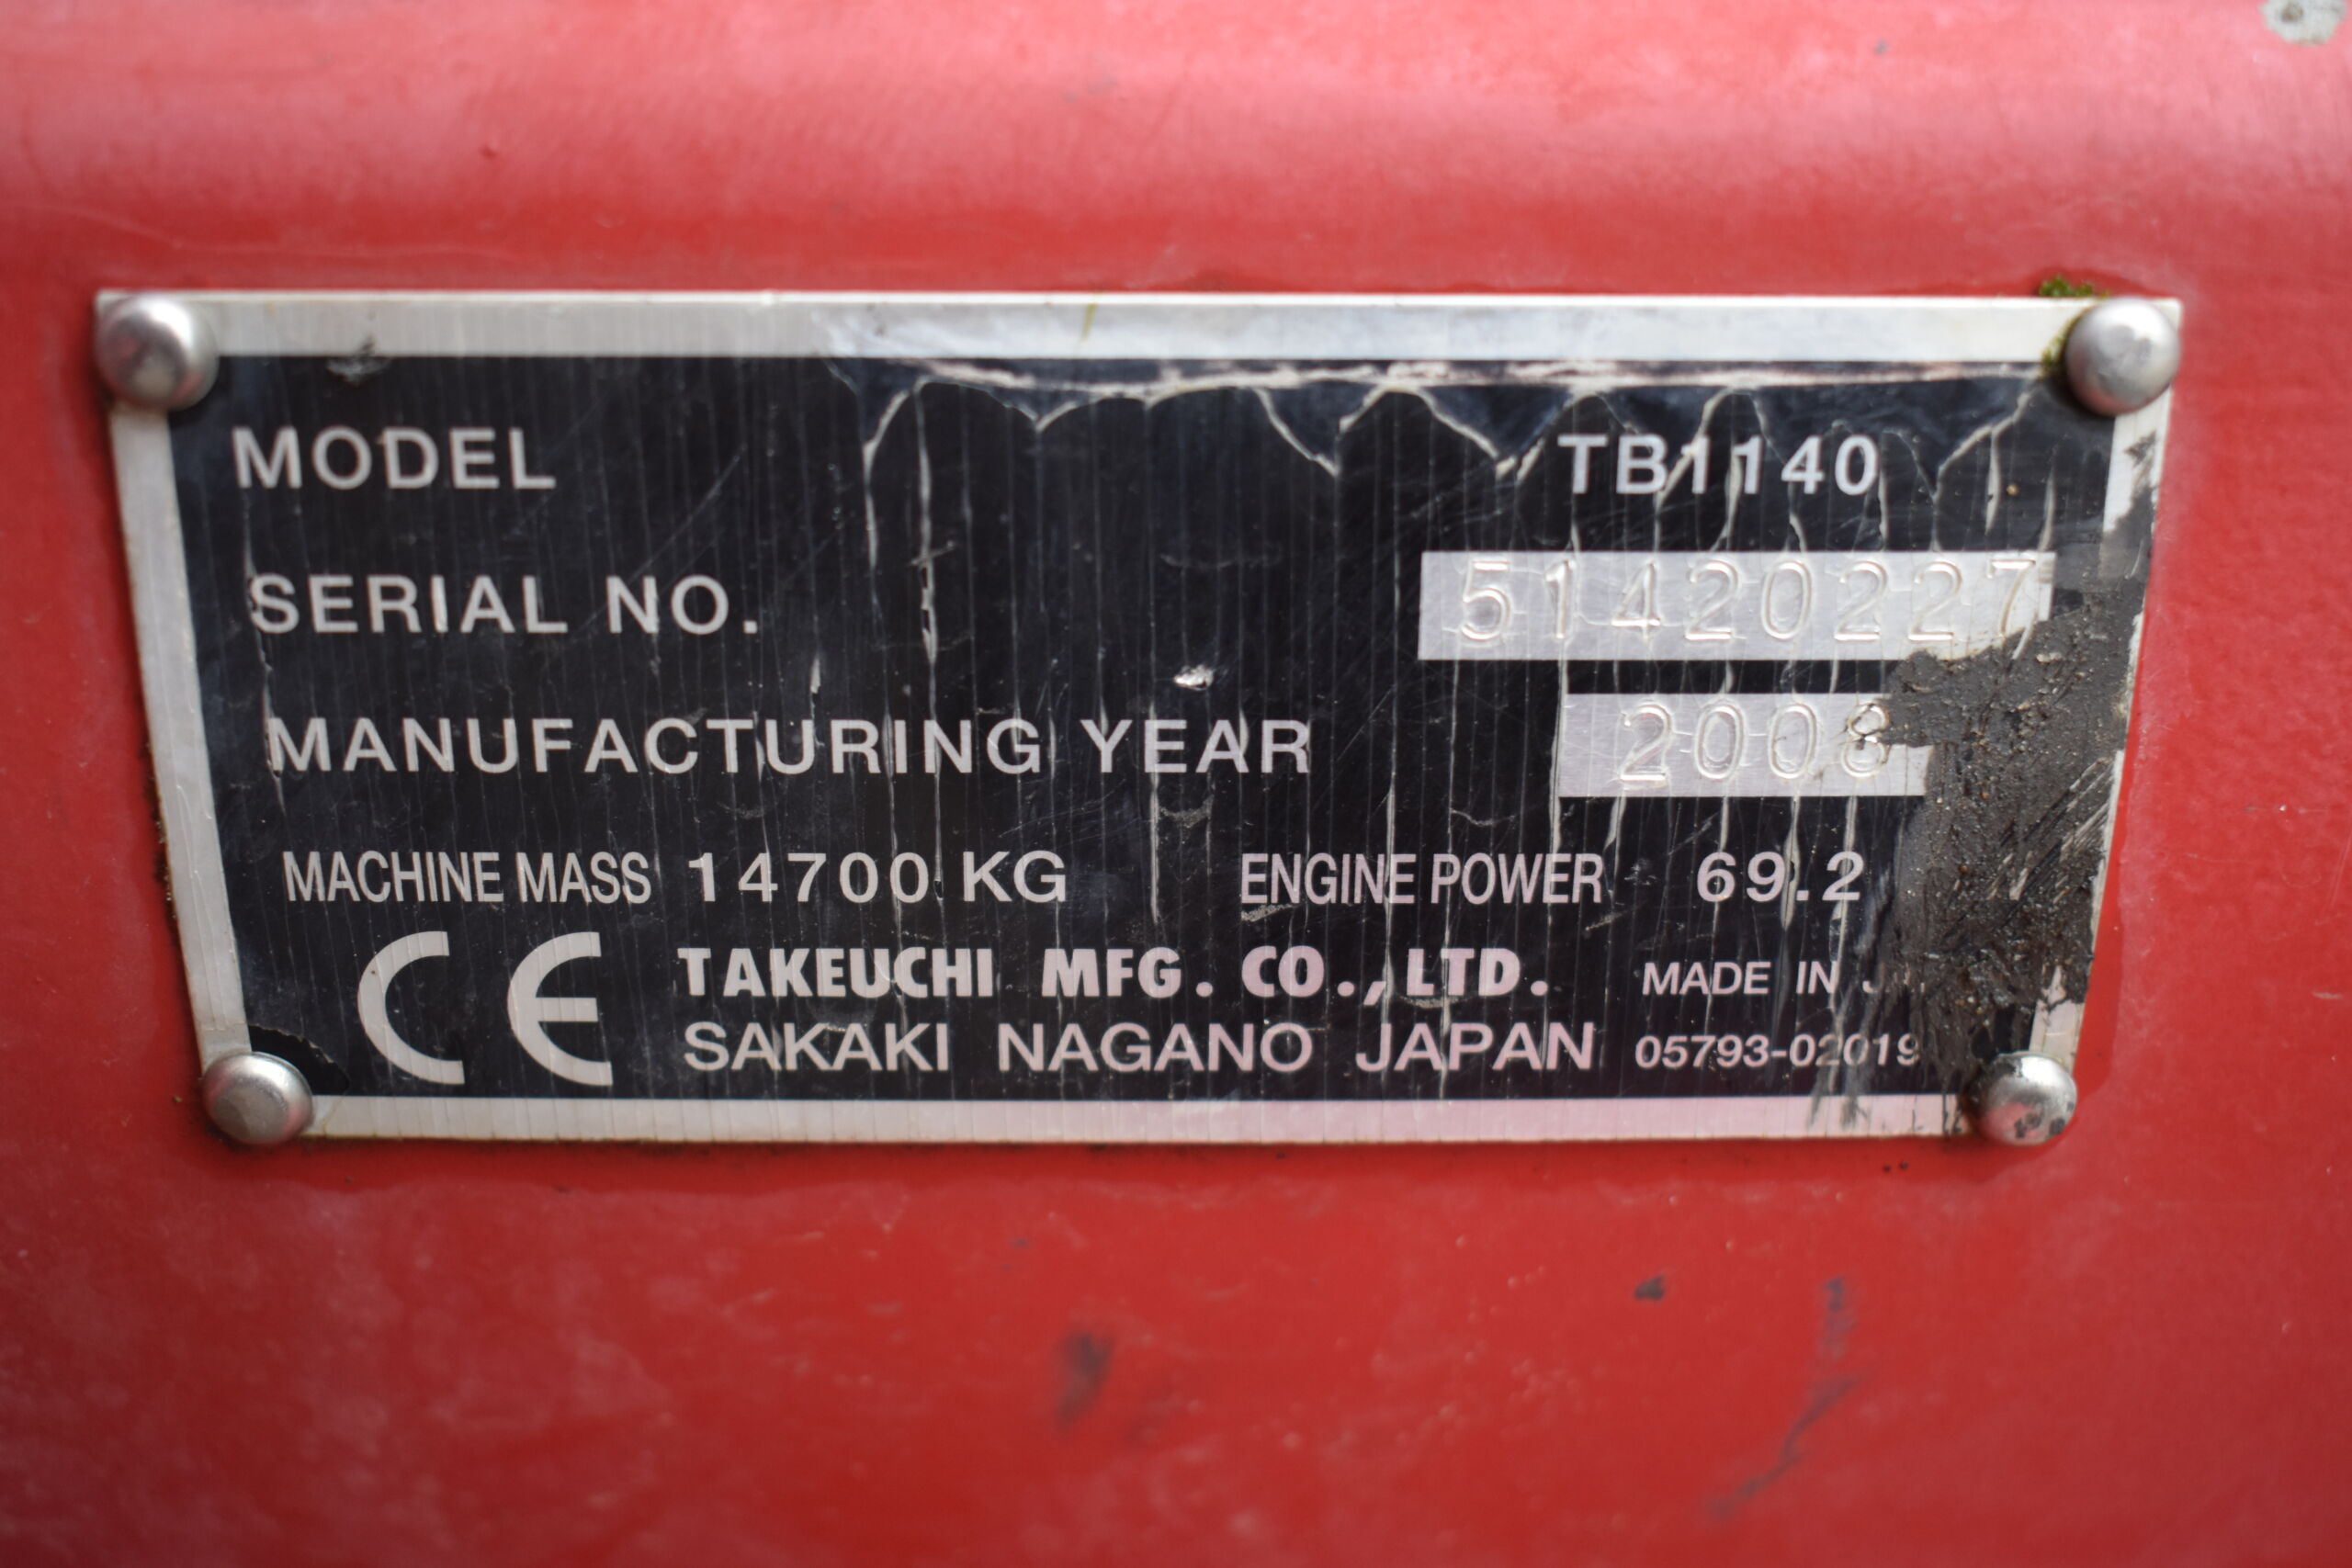 MODEL TB1140
SERIAL NO. 51420227
MANUFACTURING YEAR 2008
MACHINE MASS 14700 KG ENGINE POWER 69.2
CE TAKEUCHI MFG. CO., LTD. MADE IN
SAKAKI NAGANO JAPAN 05793-02019